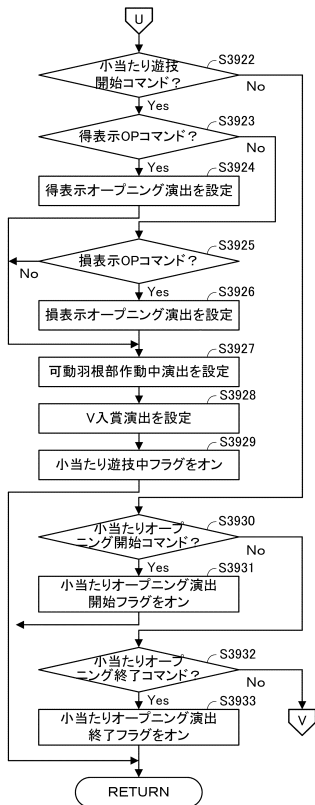 U
小当たり遊技
開始コマンド？
S3922
No
Yes
S3923
得表示OPコマンド？
No
Yes
S3924
得表示オープニング演出を設定
S3925
損表示OPコマンド？
No
Yes
S3926
損表示オープニング演出を設定
S3927
可動羽根部作動中演出を設定
S3928
V入賞演出を設定
S3929
小当たり遊技中フラグをオン
S3930
小当たりオープ
ニング開始コマンド？
No
Yes
S3931
小当たりオープニング演出
開始フラグをオン
S3932
小当たりオープ
ニング終了コマンド？
No
Yes
S3933
小当たりオープニング演出
終了フラグをオン
V
RETURN